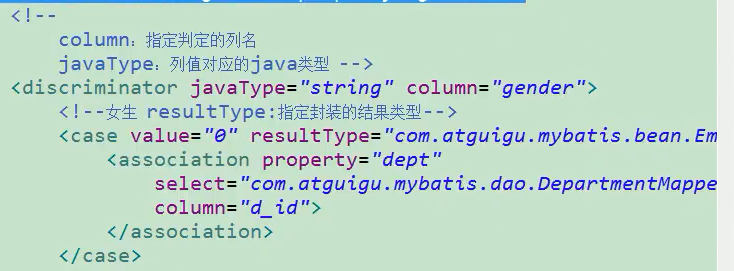 <!--
column：指定判定的列名
javaType：列值对应的java类型 -->
<discriminator javaType="string" column="gender">
<!--女生 resultType:指定封装的结果类型-->
<case value="0" resultType="com.atguigu.mybatis.bean.Em
<association property="dept"
select="com.atguigu.mybatis.dao.DepartmentMappe
column="d_id">
</association>
</case>